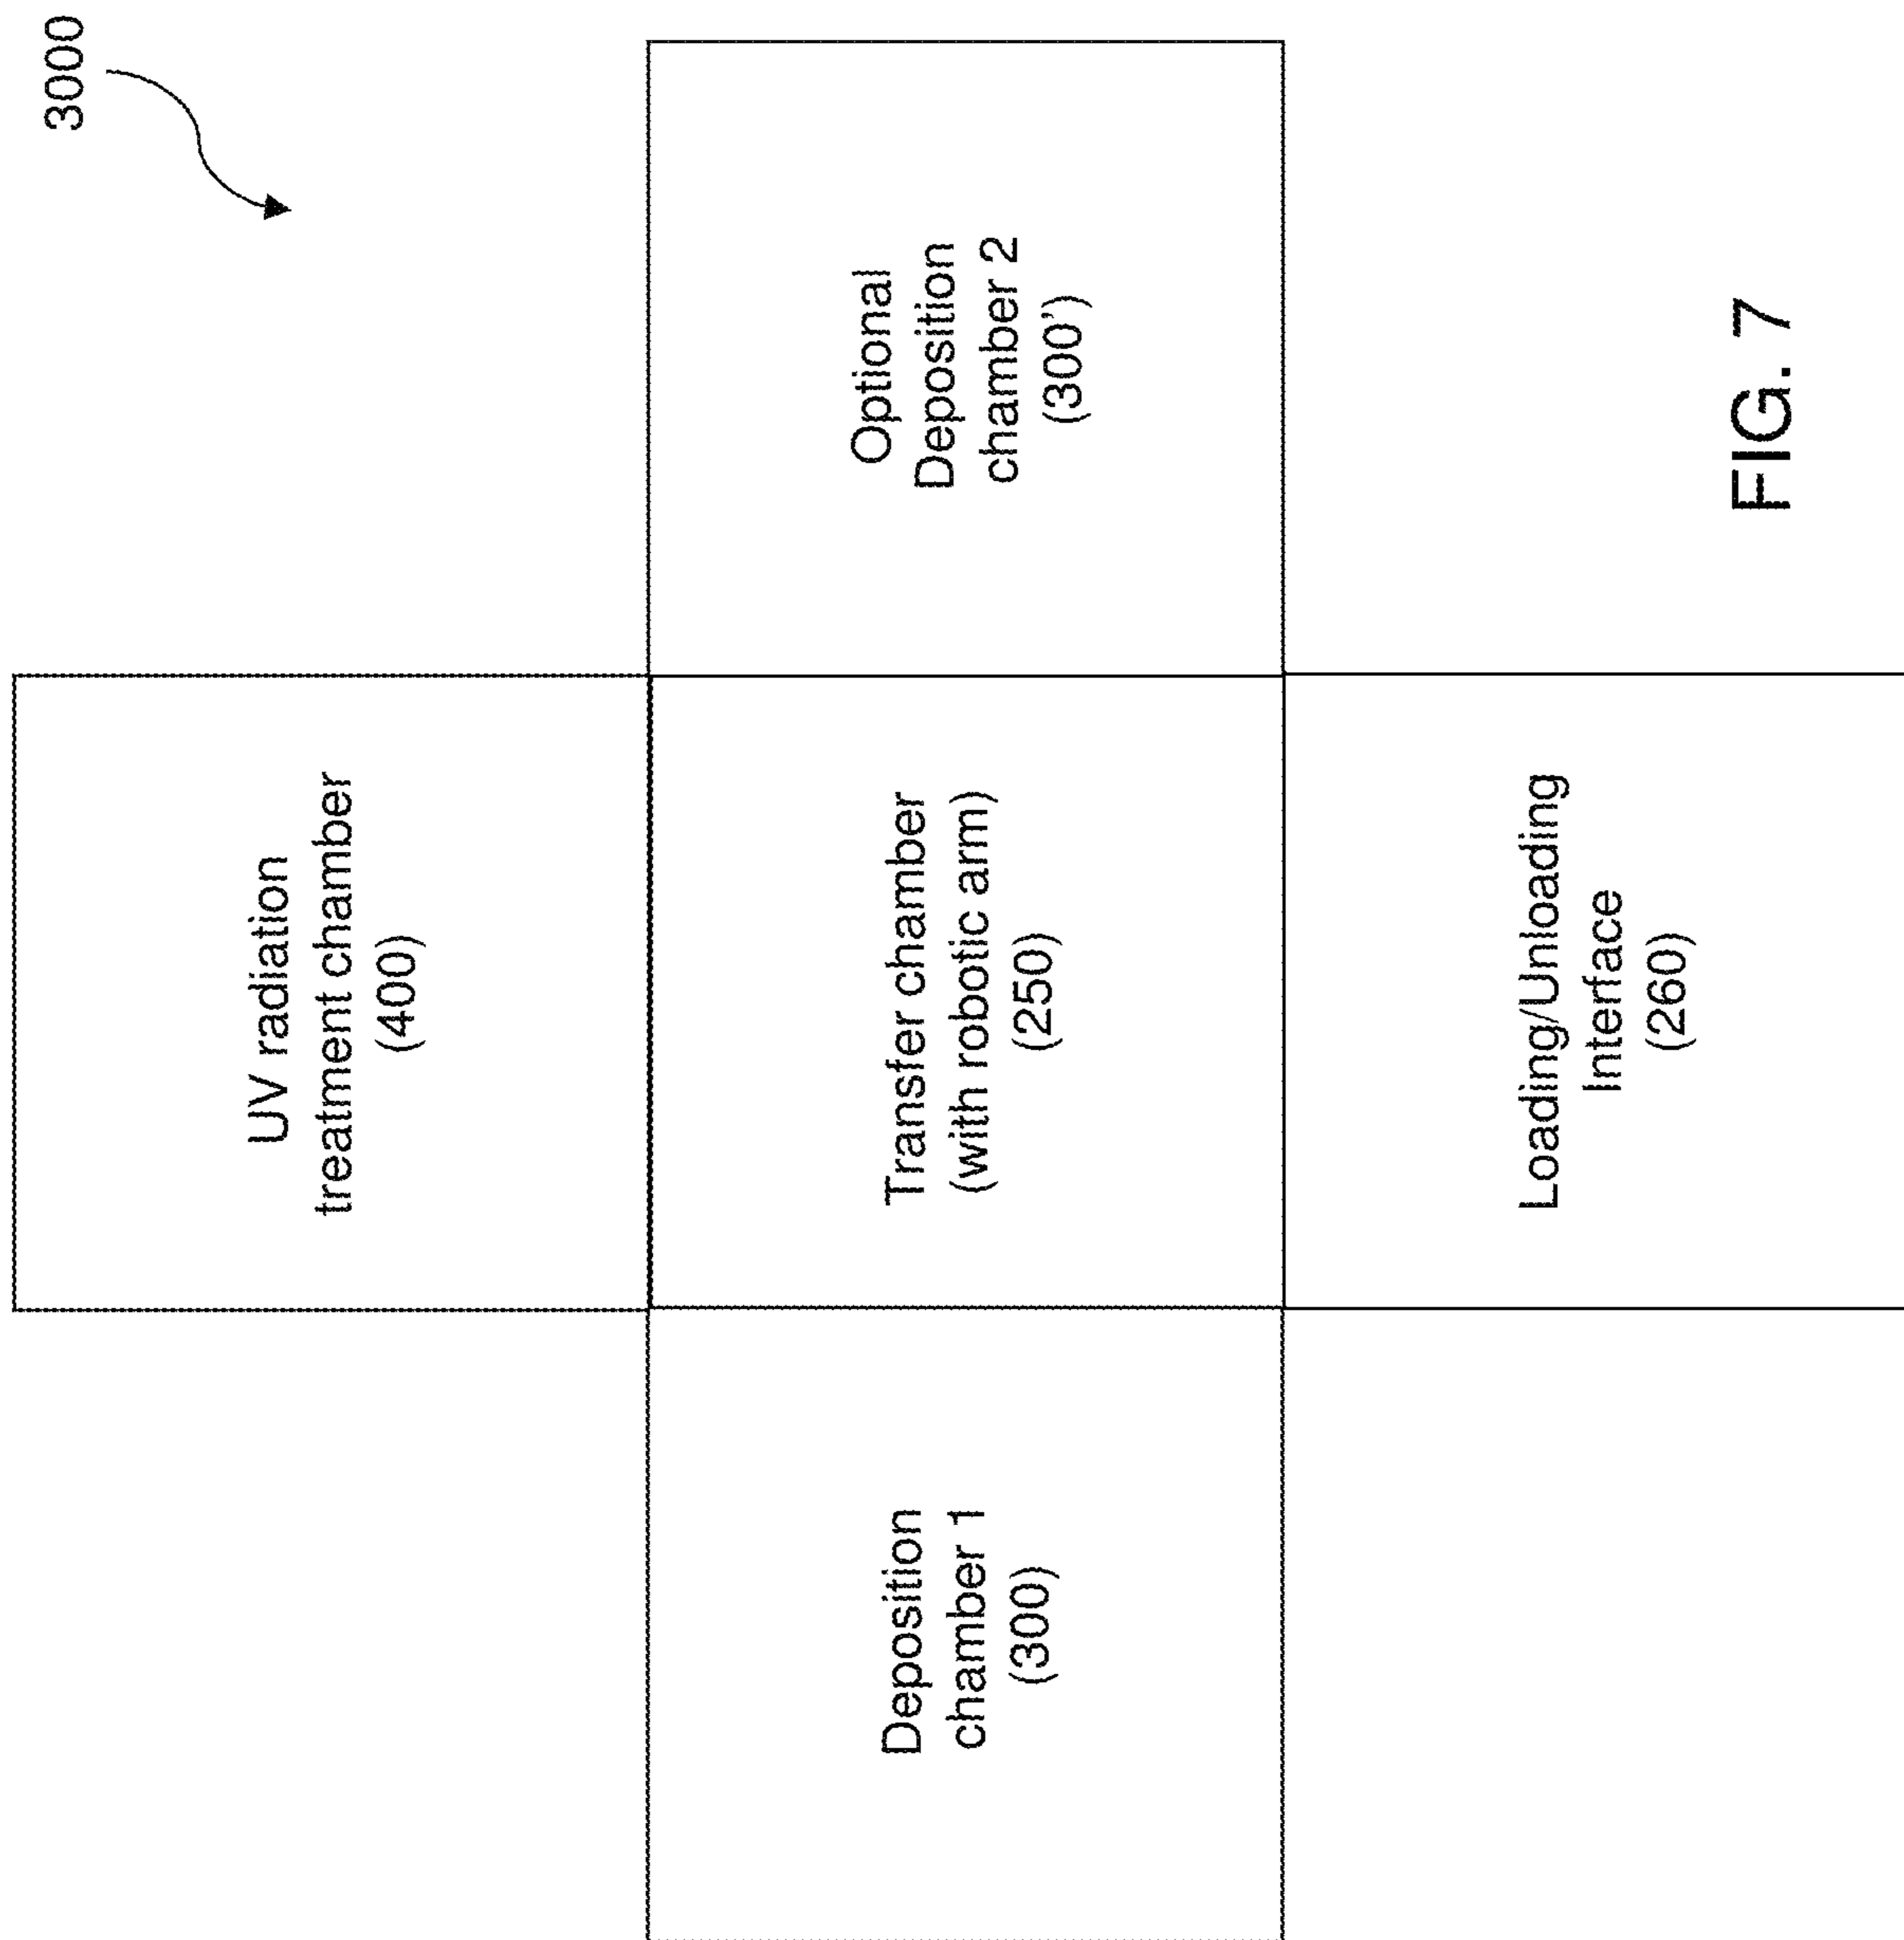 3000
UV radiation
treatment chamber
(400)
Deposition
chamber 1
(300)
Transfer chamber
(with robotic arm)
(250)
Optional
Deposition
chamber 2
(300')
Loading/Unloading
Interface
(260)
FIG. 7